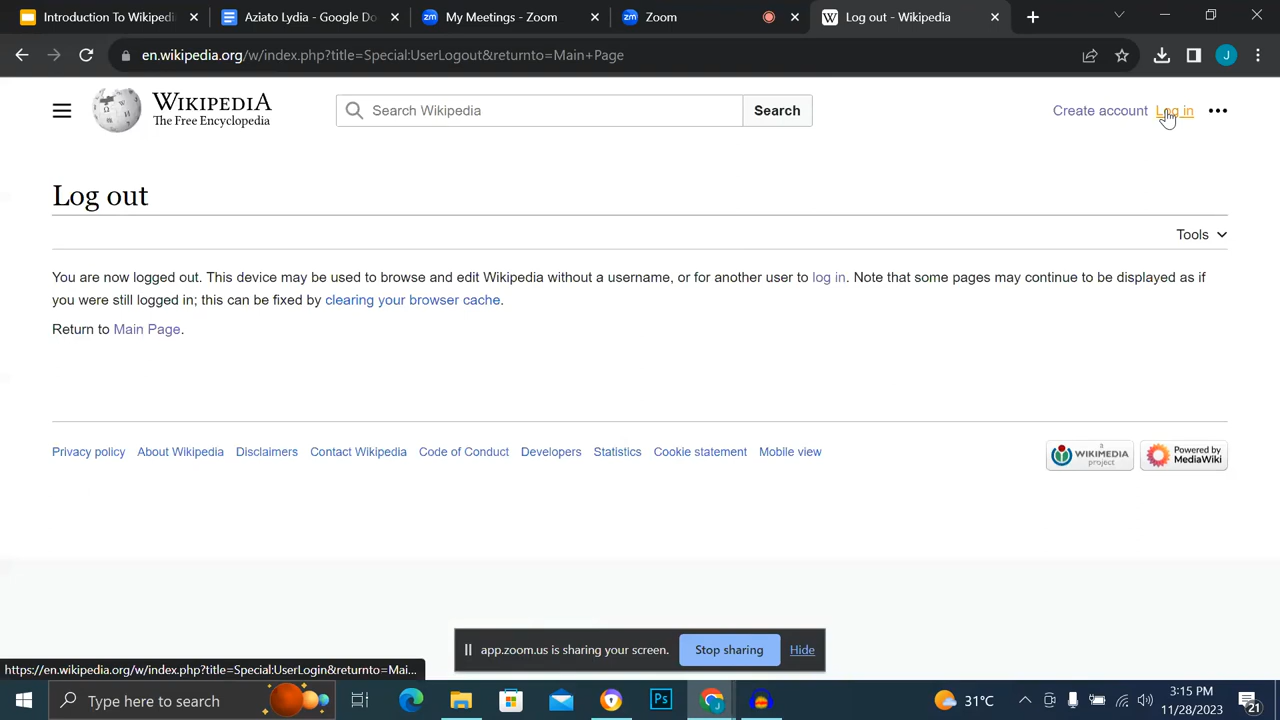 Introduction To Wikipedi
Aziato Lydia - Google Do
My Meetings - Zoom
Zoom
Log out - Wikipedia
en.wikipedia.org/w/index.php?title=Special:UserLogout&returnto=Main+Page
J
WIKIPEDIA
The Free Encyclopedia
Search Wikipedia
Search
Create account
Log in
Log out
Tools
You are now logged out. This device may be used to browse and edit Wikipedia without a username, or for another user to log in. Note that some pages may continue to be displayed as if
you were still logged in; this can be fixed by clearing your browser cache.
Return to Main Page.
Privacy policy About Wikipedia Disclaimers Contact Wikipedia Code of Conduct Developers Statistics Cookie statement Mobile view
a
WIKIMEDIA
project
Powered by
MediaWiki
app.zoom.us is sharing your screen.
Stop sharing
Hide
https://en.wikipedia.org/w/index.php?title=Special:UserLogin&returnto=Mai...
Type here to search
Ps
31°C
3:15 PM
11/28/2023
21